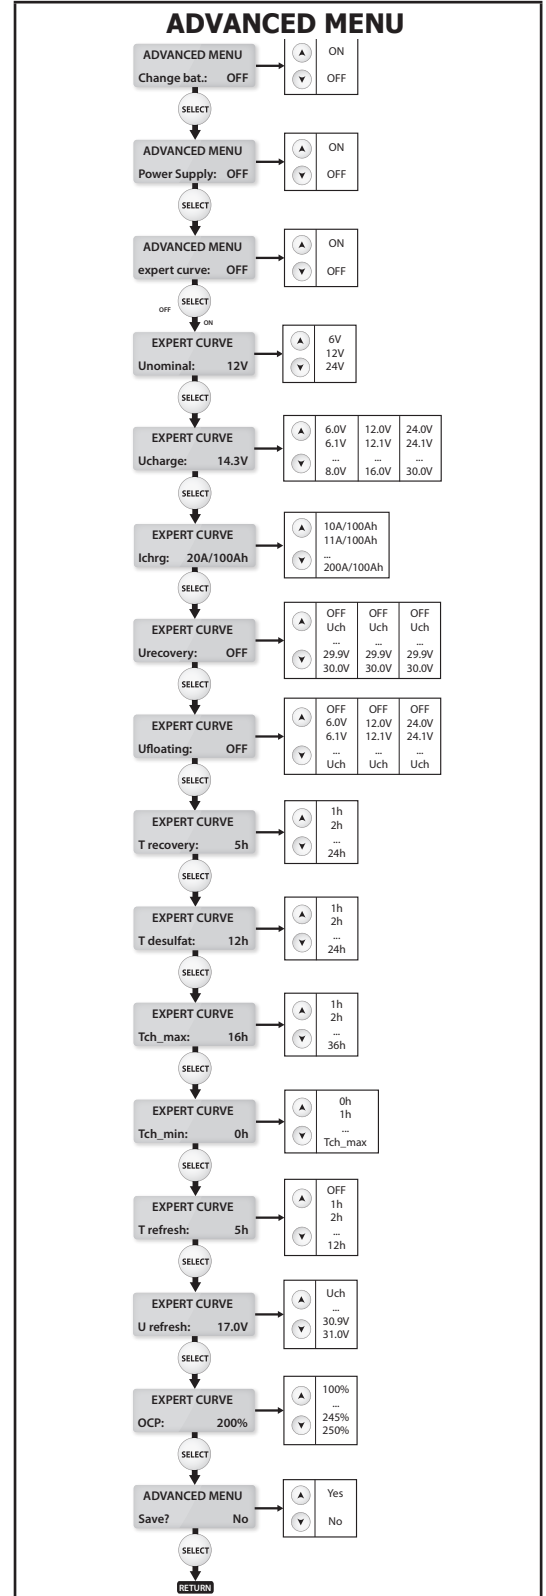 ADVANCED MENU
ADVANCED MENU
Change bat.: OFF
ON
OFF
SELECT
ADVANCED MENU
Power Supply: OFF
ON
OFF
SELECT
ADVANCED MENU
expert curve: OFF
ON
OFF
OFF SELECT
ON
EXPERT CURVE
Unominal: 12V
6V
12V
24V
SELECT
EXPERT CURVE
Ucharge: 14.3V
6.0V 12.0V 24.0V
6.1V 12.1V 24.1V
... ... ...
8.0V 16.0V 30.0V
SELECT
EXPERT CURVE
Ichrg: 20A/100Ah
10A/100Ah
11A/100Ah
...
200A/100Ah
SELECT
EXPERT CURVE
Urecovery: OFF
OFF OFF OFF
Uch Uch Uch
... ... ...
29.9V 29.9V 29.9V
30.0V 30.0V 30.0V
SELECT
EXPERT CURVE
Ufloating: OFF
OFF OFF OFF
6.0V 12.0V 24.0V
6.1V 12.1V 24.1V
... ... ...
Uch Uch Uch
SELECT
EXPERT CURVE
T recovery: 5h
1h
2h
...
24h
SELECT
EXPERT CURVE
T desulfat: 12h
1h
2h
...
24h
SELECT
EXPERT CURVE
Tch_max: 16h
1h
2h
...
36h
SELECT
EXPERT CURVE
Tch_min: 0h
0h
1h
...
Tch_max
SELECT
EXPERT CURVE
T refresh: 5h
OFF
1h
2h
...
12h
SELECT
EXPERT CURVE
U refresh: 17.0V
Uch
...
30.9V
31.0V
SELECT
EXPERT CURVE
OCP: 200%
100%
...
245%
250%
SELECT
ADVANCED MENU
Save? No
Yes
No
SELECT
RETURN